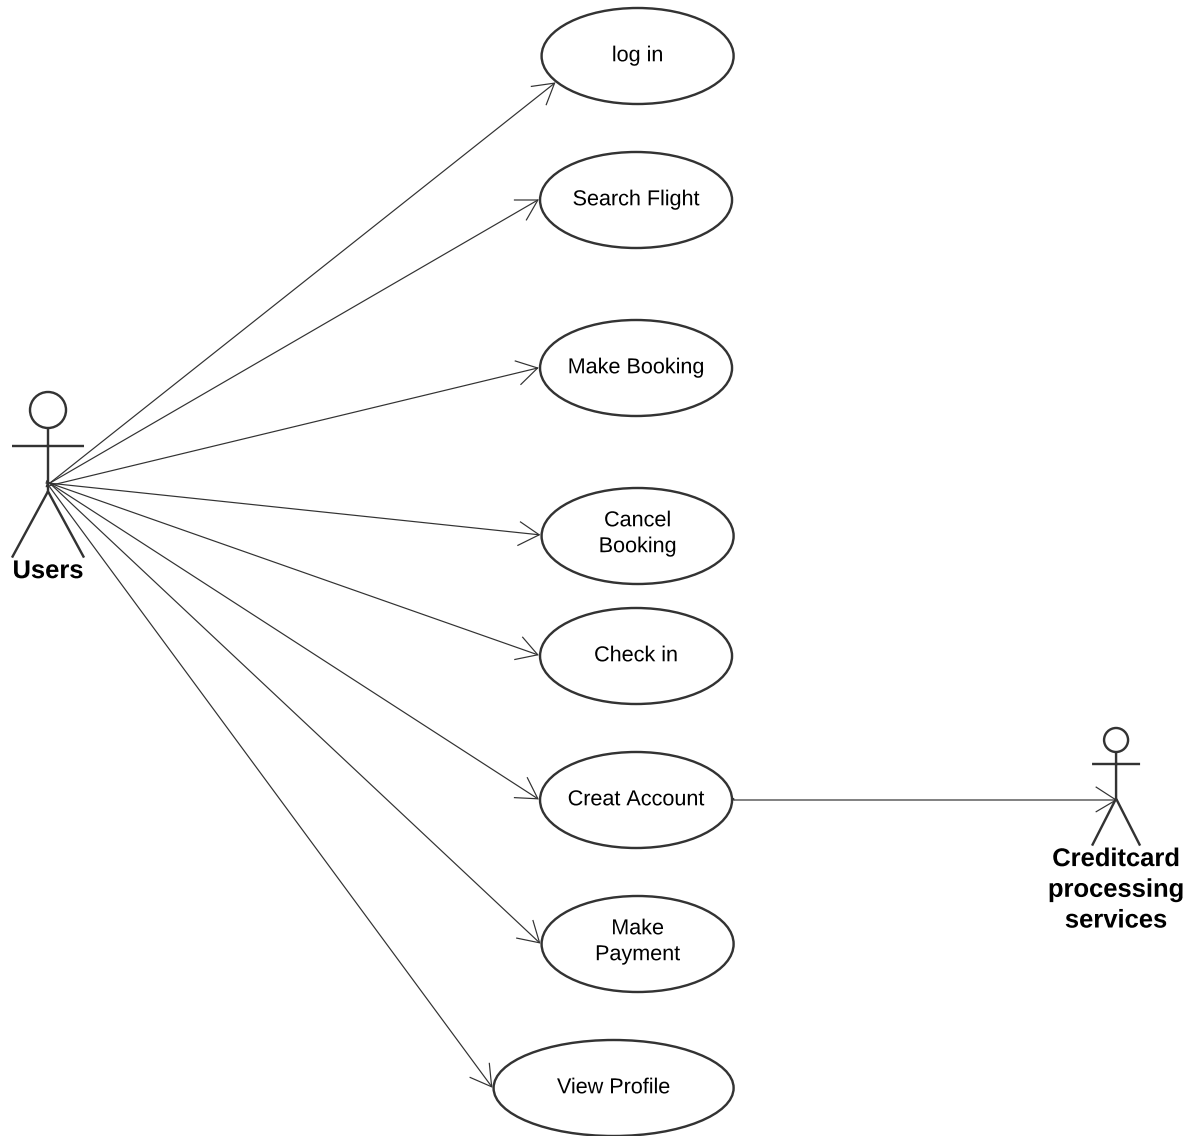 log in
Search Flight
Make Booking
Cancel
Booking
Users
Check in
Creat Account
Creditcard
processing
services
Make
Payment
View Profile